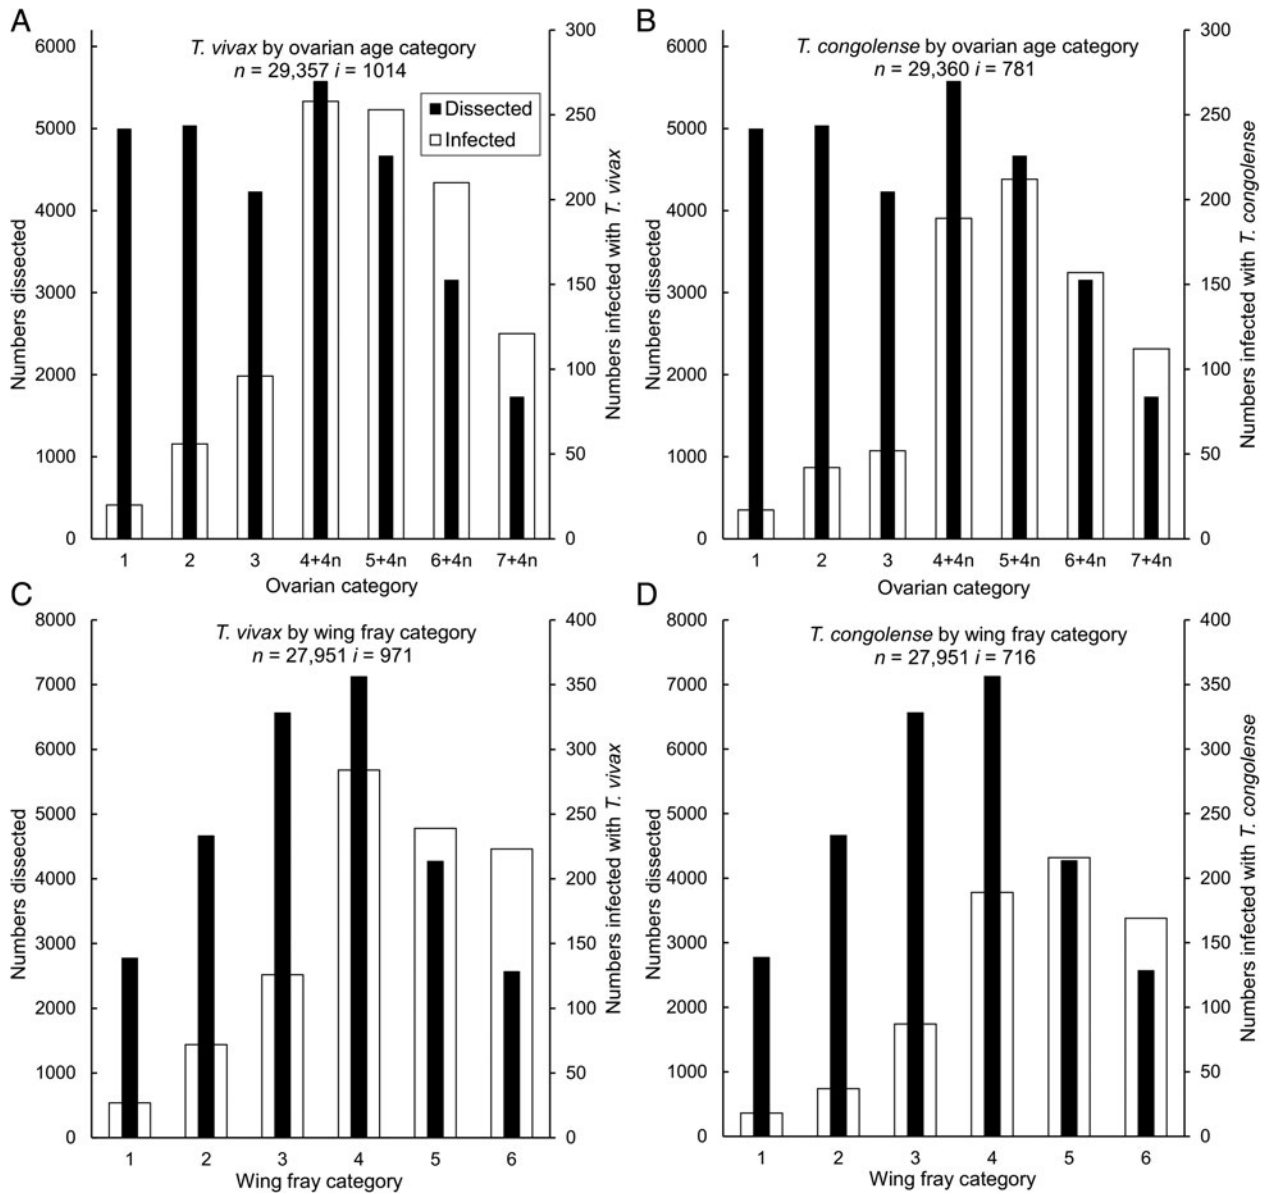 A
T. vivax by ovarian age category
n = 29,357 i = 1014
Dissected
Infected
6000
5000
4000
3000
2000
1000
0
300
250
200
150
100
50
0
Numbers dissected
Numbers infected with T. vivax
1 2 3 4+4n 5+4n 6+4n 7+4n
Ovarian category
B
T. congolense by ovarian age category
n = 29,360 i = 781
6000
5000
4000
3000
2000
1000
0
300
250
200
150
100
50
0
Numbers dissected
Numbers infected with T. congolense
1 2 3 4+4n 5+4n 6+4n 7+4n
Ovarian category
C
T. vivax by wing fray category
n = 27,951 i = 971
8000
7000
6000
5000
4000
3000
2000
1000
0
400
350
300
250
200
150
100
50
0
Numbers dissected
Numbers infected with T. vivax
1 2 3 4 5 6
Wing fray category
D
T. congolense by wing fray category
n = 27,951 i = 716
8000
7000
6000
5000
4000
3000
2000
1000
0
400
350
300
250
200
150
100
50
0
Numbers dissected
Numbers infected with T. congolense
1 2 3 4 5 6
Wing fray category